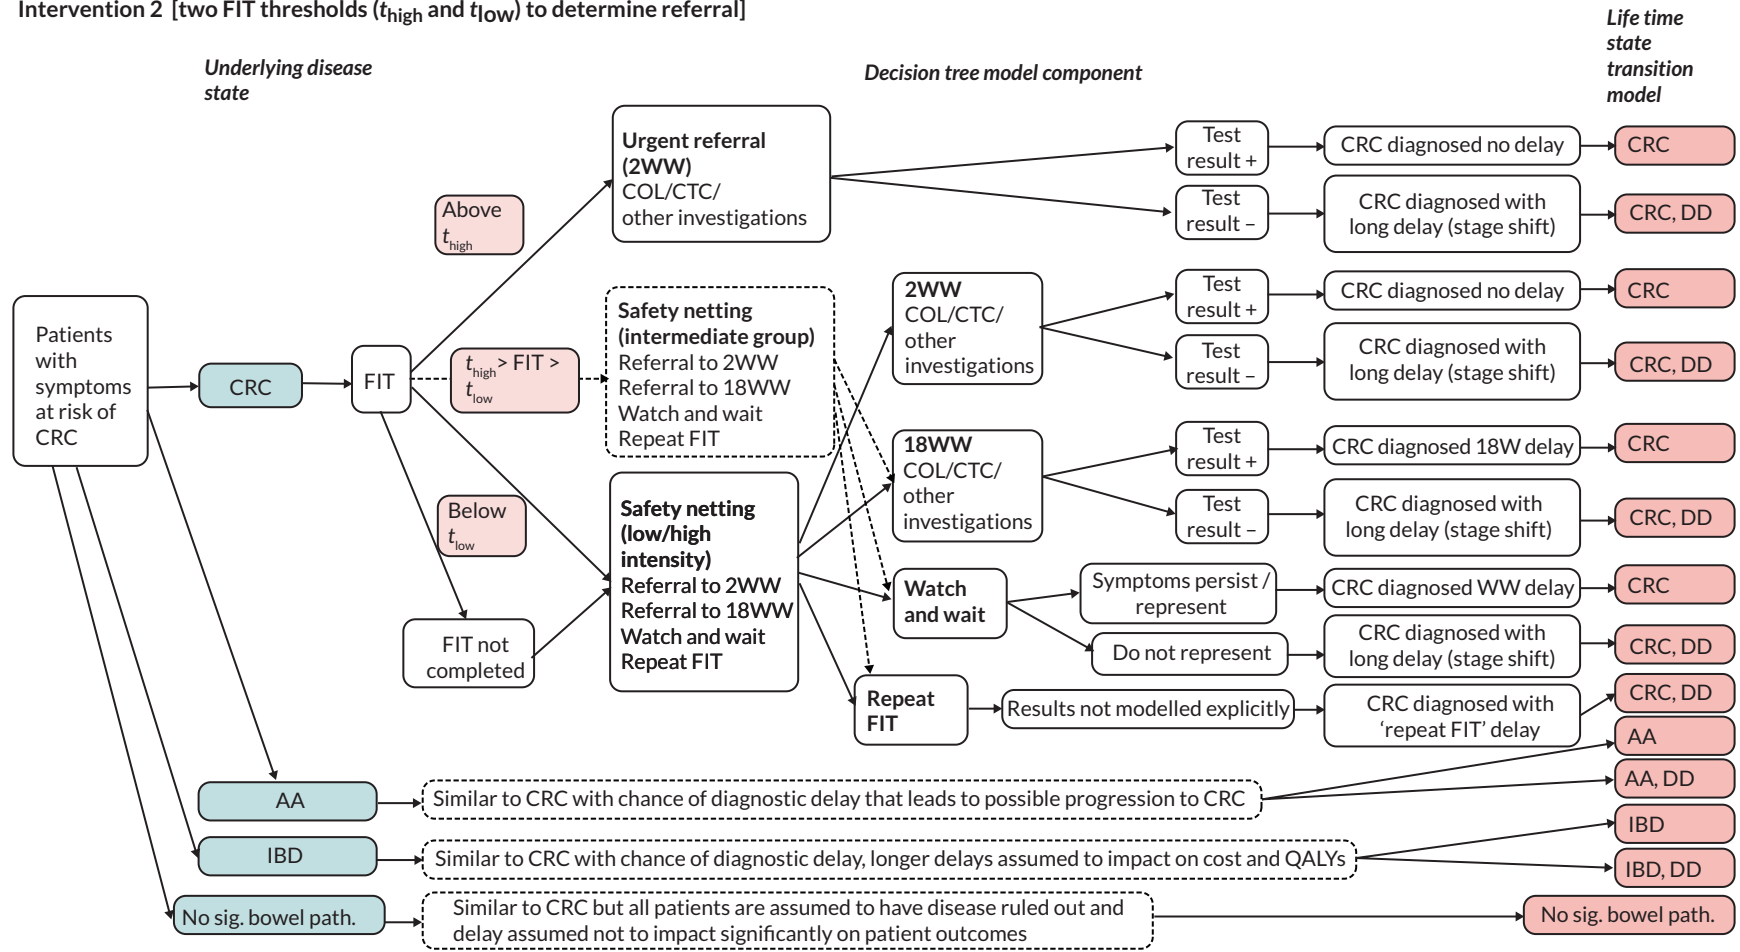 Intervention 2 [two FIT thresholds (thigh and tlow) to determine referral]
Underlying disease
state
Decision tree model component
Life time
state
transition
model
Patients
with
symptoms
at risk of
CRC
CRC
FIT
Above
thigh
thigh > FIT >
tlow
Below
tlow
FIT not
completed
Urgent referral
(2WW)
COL/CTC/
other investigations
Safety netting
(intermediate group)
Referral to 2WW
Referral to 18WW
Watch and wait
Repeat FIT
Safety netting
(low/high
intensity)
Referral to 2WW
Referral to 18WW
Watch and wait
Repeat FIT
2WW
COL/CTC/
other
investigations
18WW
COL/CTC/
other
investigations
Watch
and wait
Repeat
FIT
Test
result +
CRC diagnosed no delay
CRC
Test
result –
CRC diagnosed with
long delay (stage shift)
CRC, DD
Test
result +
CRC diagnosed no delay
CRC
Test
result –
CRC diagnosed with
long delay (stage shift)
CRC, DD
Test
result +
CRC diagnosed 18W delay
CRC
Test
result –
CRC diagnosed with
long delay (stage shift)
CRC, DD
Symptoms persist /
represent
CRC diagnosed WW delay
CRC
Do not represent
CRC diagnosed with
long delay (stage shift)
CRC, DD
Results not modelled explicitly
CRC diagnosed with
‘repeat FIT’ delay
CRC, DD
AA
Similar to CRC with chance of diagnostic delay that leads to possible progression to CRC
AA
AA, DD
IBD
Similar to CRC with chance of diagnostic delay, longer delays assumed to impact on cost and QALYs
IBD
IBD, DD
No sig. bowel path.
Similar to CRC but all patients are assumed to have disease ruled out and
delay assumed not to impact significantly on patient outcomes
No sig. bowel path.